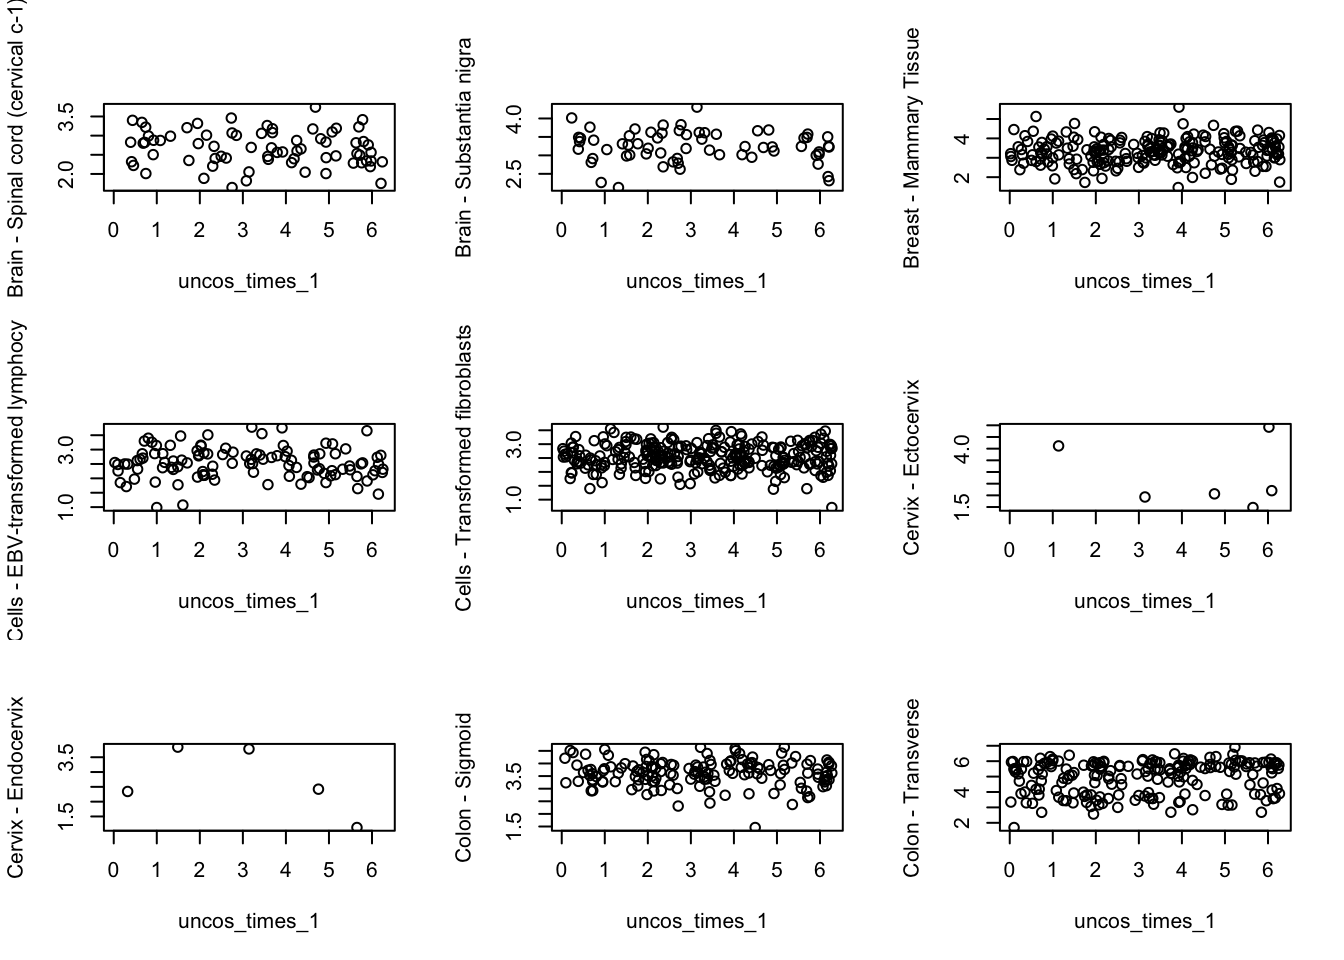 Brain - Spinal cord (cervical c-1)
3.5
2.0
0 1 2 3 4 5 6
uncos_times_1
Brain - Substantia nigra
4.0
2.5
0 1 2 3 4 5 6
uncos_times_1
Breast - Mammary Tissue
4
2
0 1 2 3 4 5 6
uncos_times_1
Cells - EBV-transformed lymphocy
3.0
1.0
0 1 2 3 4 5 6
uncos_times_1
Cells - Transformed fibroblasts
3.0
1.0
0 1 2 3 4 5 6
uncos_times_1
Cervix - Ectocervix
4.0
1.5
0 1 2 3 4 5 6
uncos_times_1
Cervix - Endocervix
3.5
1.5
0 1 2 3 4 5 6
uncos_times_1
Colon - Sigmoid
3.5
1.5
0 1 2 3 4 5 6
uncos_times_1
Colon - Transverse
6
4
2
0 1 2 3 4 5 6
uncos_times_1